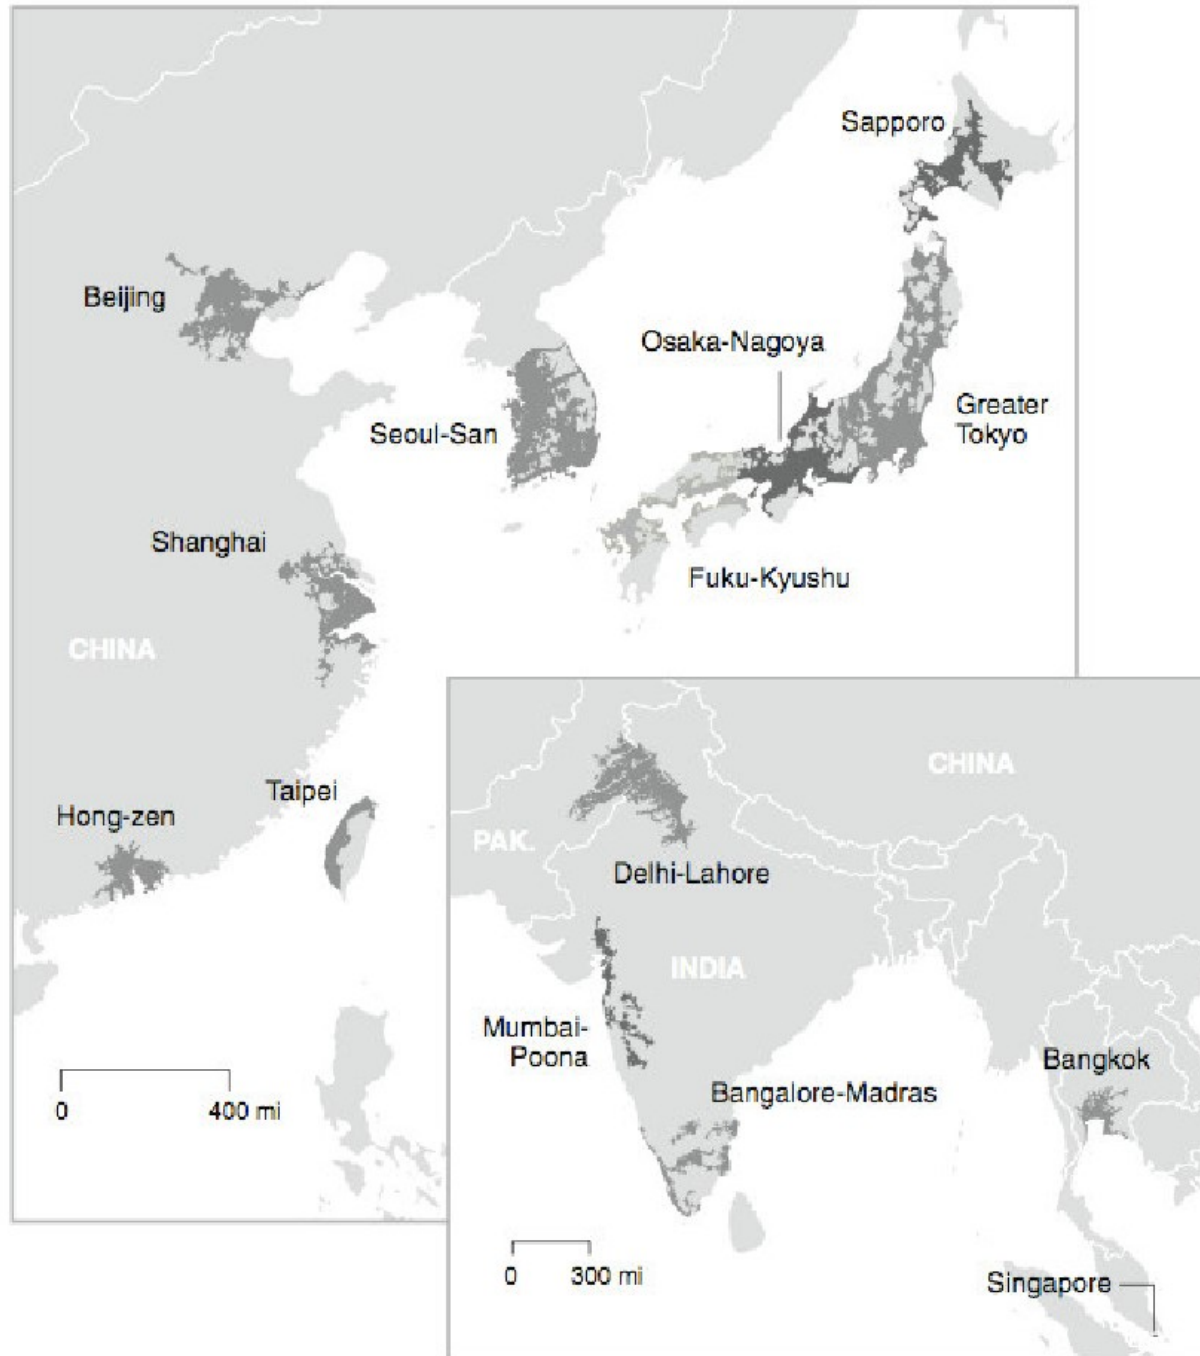 Sapporo
Beijing
Osaka-Nagoya
Greater
Tokyo
Seoul-San
Shanghai
Fuku-Kyushu
CHINA
Taipei
Hong-zen
0
400 mi
CHINA
PAK.
Delhi-Lahore
INDIA
Mumbai-
Poona
Bangkok
Bangalore-Madras
0
300 mi
Singapore